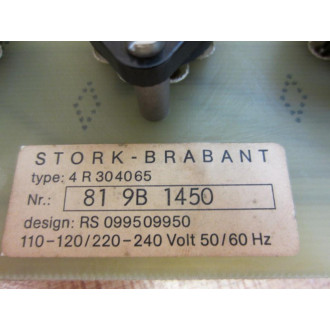 STORK - BRABANT
type: 4 R 304065
Nr.: 81 9B 1450
design: RS 099509950
110-120/220-240 Volt 50/60 Hz